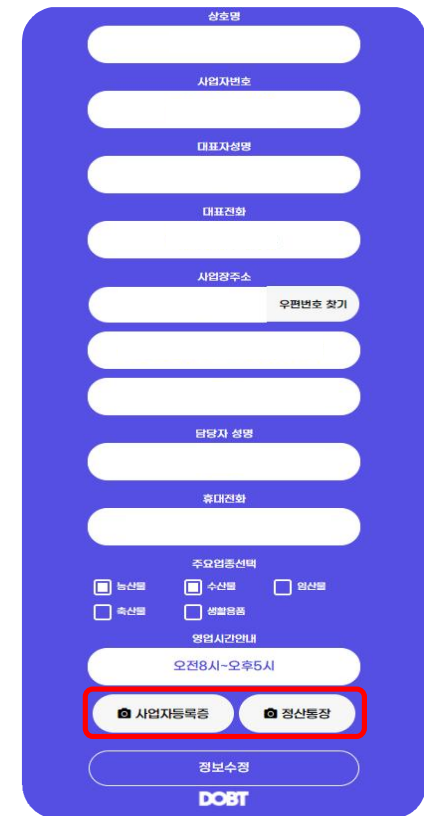 상호명
사업자번호
대표자성명
대표전화
사업장주소
우편번호 찾기
담당자 성명
휴대전화
주요업종선택
농산물 수산물 임산물
축산물 생활용품
영업시간안내
오전8시~오후5시
사업자등록증 정산통장
정보수정
DOBT